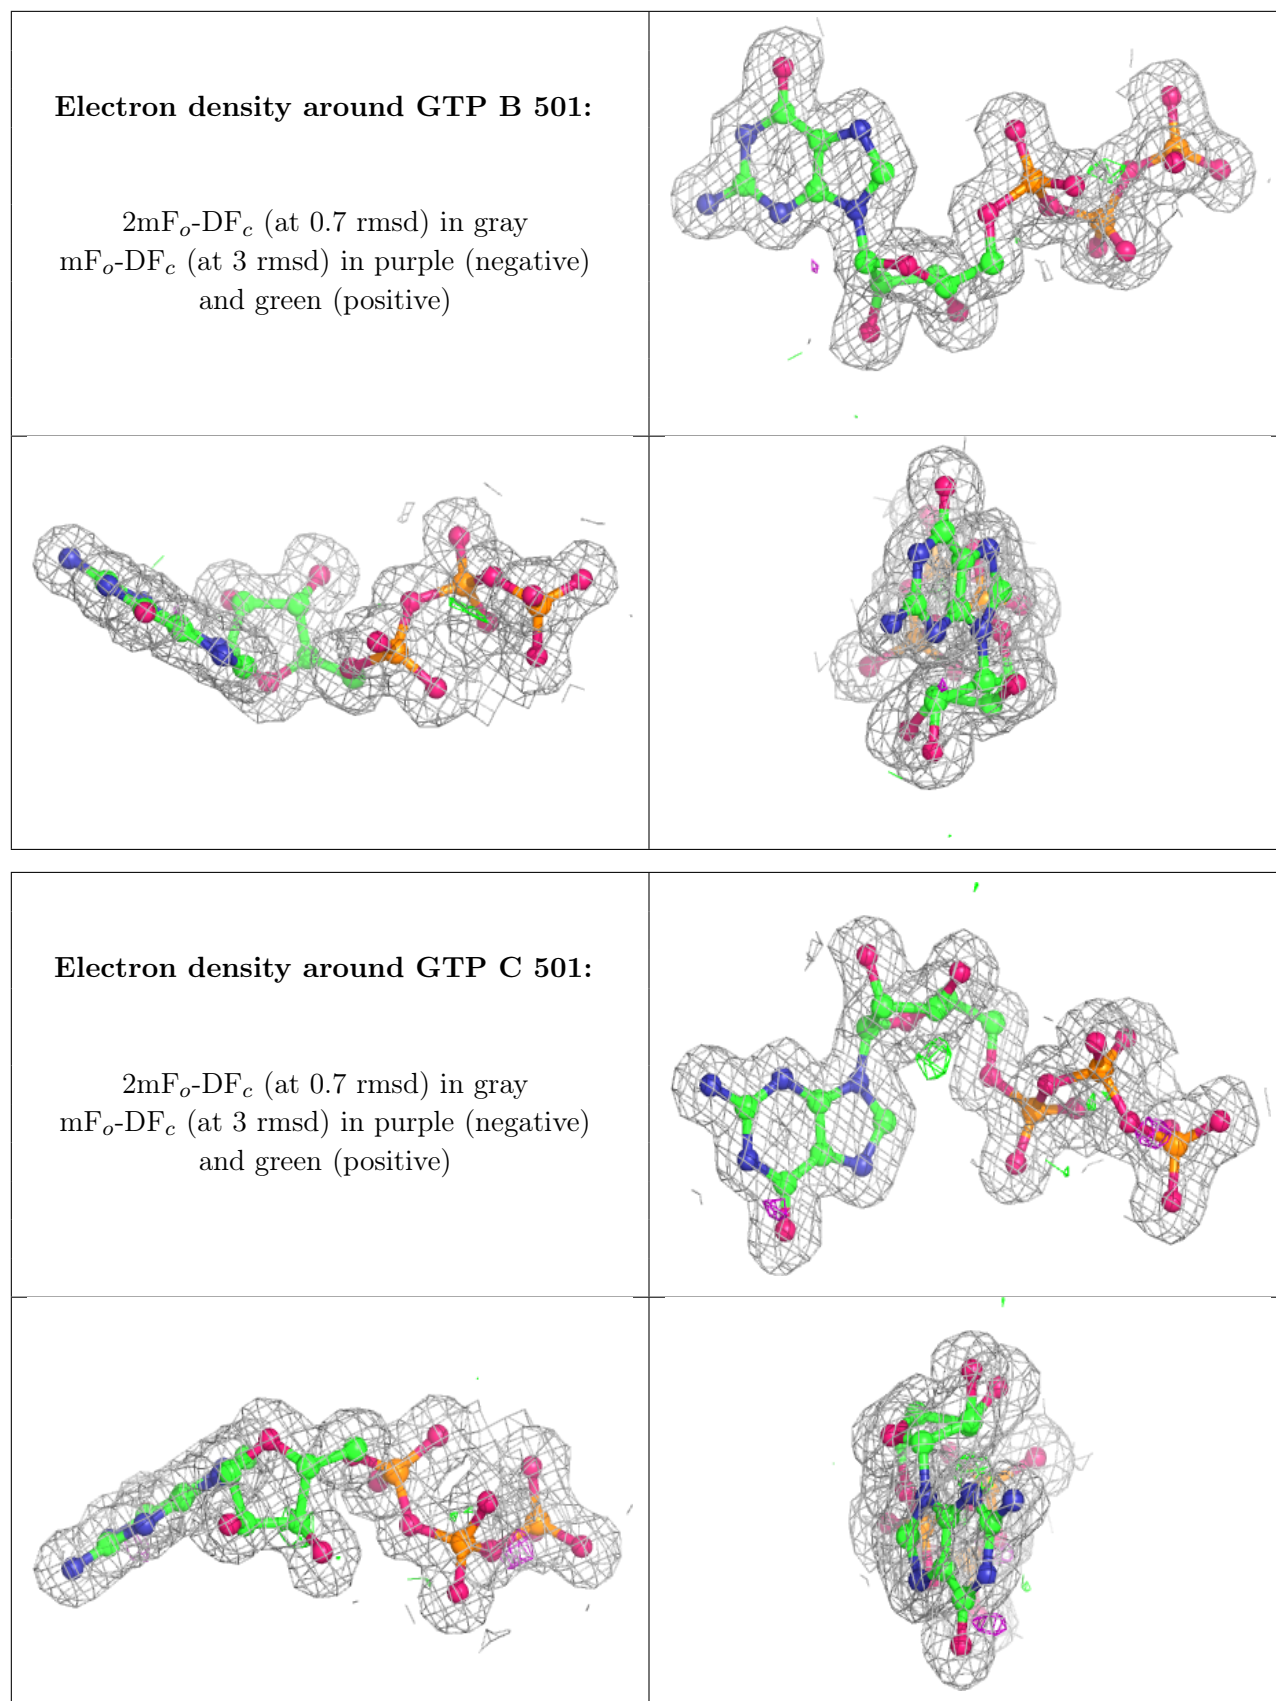 Electron density around GTP B 501:
2mFo-DFc (at 0.7 rmsd) in gray
mFo-DFc (at 3 rmsd) in purple (negative)
and green (positive)
Electron density around GTP C 501:
2mFo-DFc (at 0.7 rmsd) in gray
mFo-DFc (at 3 rmsd) in purple (negative)
and green (positive)